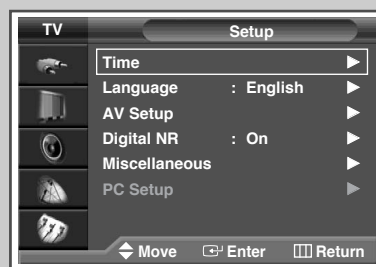 TV Setup
Time
Language : English
AV Setup
Digital NR : On
Miscellaneous
PC Setup
Move Enter Return